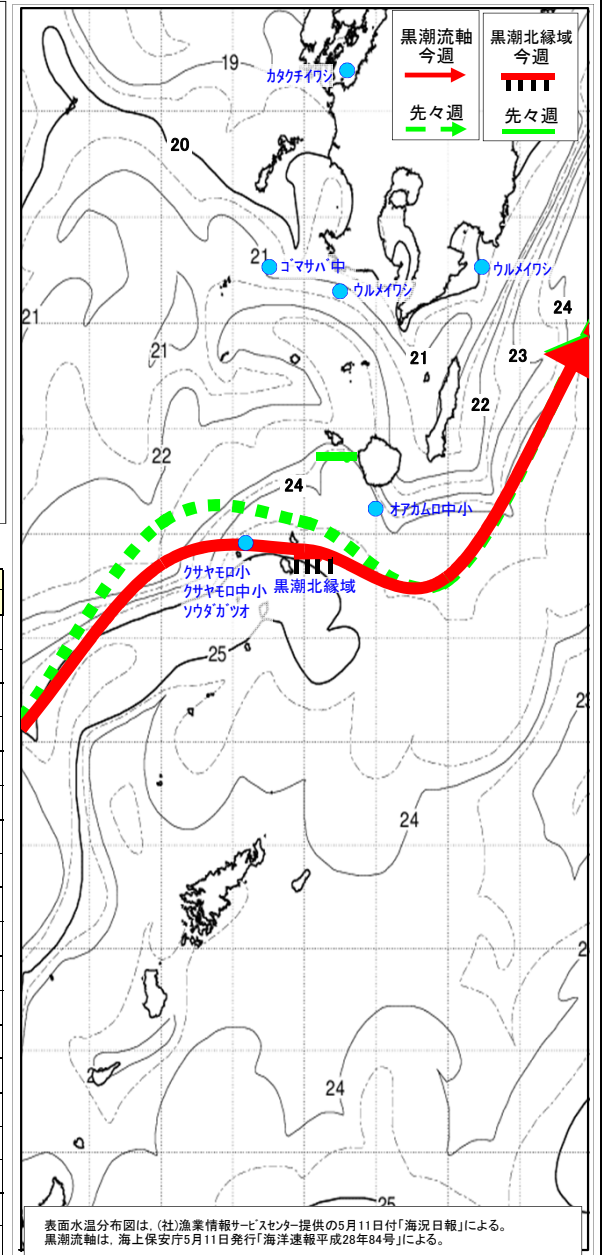 黒潮流軸
今週
先々週
黒潮北縁域
今週
先々週
19
カタクチイワシ
20
21
ゴマサバ中
ウルメイワシ
ウルメイワシ
24
21
21
21
23
22
22
24
オアカムロ中小
クサヤモロ小
クサヤモロ中小
ソウダガツオ
黒潮北縁域
25
24
24
25
表面水温分布図は，(社)漁業情報サービスセンター提供の5月11日付「海況日報」による。
黒潮流軸は，海上保安庁5月11日発行「海洋速報平成28年84号」による。